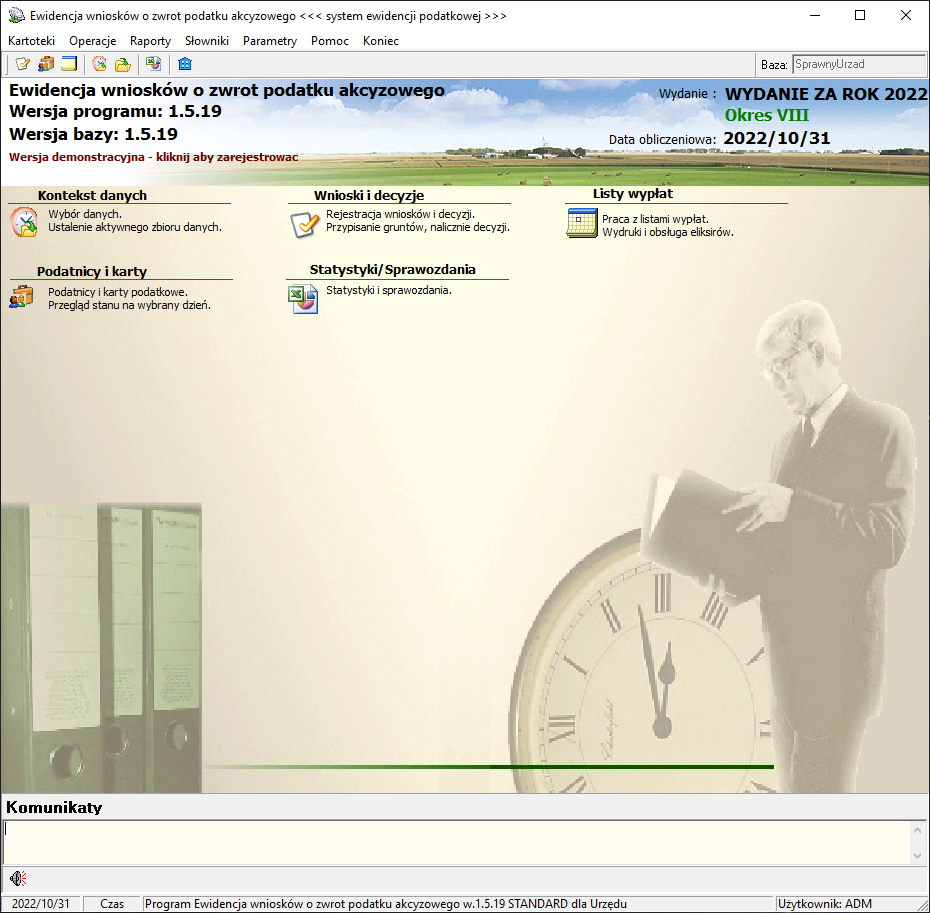 Ewidencja wniosków o zwrot podatku akcyzowego <<< system ewidencji podatkowej >>>
Kartoteki Operacje Raporty Słowniki Parametry Pomoc Koniec
Baza: SprawnyUrzad
Ewidencja wniosków o zwrot podatku akcyzowego
Wersja programu: 1.5.19
Wersja bazy: 1.5.19
Wersja demonstracyjna - kliknij aby zarejestrowac
Wydanie : WYDANIE ZA ROK 2022
Okres VIII
Data obliczeniowa: 2022/10/31
Kontekst danych
Wybór danych.
Ustalenie aktywnego zbioru danych.
Wnioski i decyzje
Rejestracja wniosków i decyzji.
Przypisanie gruntów, nalicznie decyzji.
Listy wypłat
Praca z listami wypłat.
Wydruki i obsługa eliksirów.
Podatnicy i karty
Podatnicy i karty podatkowe.
Przegląd stanu na wybrany dzień.
Statystyki/Sprawozdania
Statystyki i sprawozdania.
Komunikaty
2022/10/31 Czas Program Ewidencja wniosków o zwrot podatku akcyzowego w.1.5.19 STANDARD dla Urzędu Użytkownik: ADM